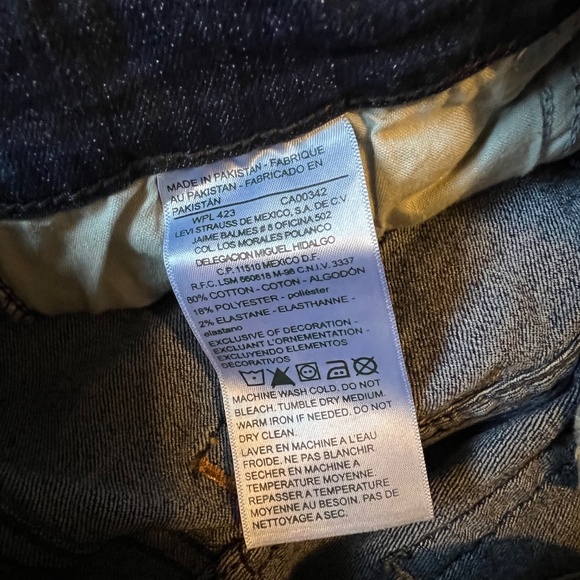 MADE IN PAKISTAN - FABRIQUE
AU PAKISTAN - FABRICADO EN
PAKISTÁN
WPL 423 CA00342
LEVI STRAUSS DE MEXICO, S.A. DE C.V
JAIME BALMES # 8 OFICINA 502
COL. LOS MORALES POLANCO
DELEGACION MIGUEL HIDALGO
C.P. 11510 MEXICO D.F.
R.F.C. LSM 660618 M-98 C.N.I.V. 3337
80% COTTON - COTON - ALGODÓN
18% POLYESTER - poliéster
2% ELASTANE - ELASTHANNE -
elastano
EXCLUSIVE OF DECORATION -
EXCLUANT L'ORNEMENTATION -
EXCLUYENDO ELEMENTOS
DECORATIVOS
MACHINE WASH COLD. DO NOT
BLEACH. TUMBLE DRY MEDIUM.
WARM IRON IF NEEDED. DO NOT
DRY CLEAN.
LAVER EN MACHINE A L'EAU
FROIDE. NE PAS BLANCHIR
SECHER EN MACHINE A
TEMPERATURE MOYENNE.
REPASSER A TEMPERATURE
MOYENNE AU BESOIN. PAS DE
NETTOYAGE A SEC.